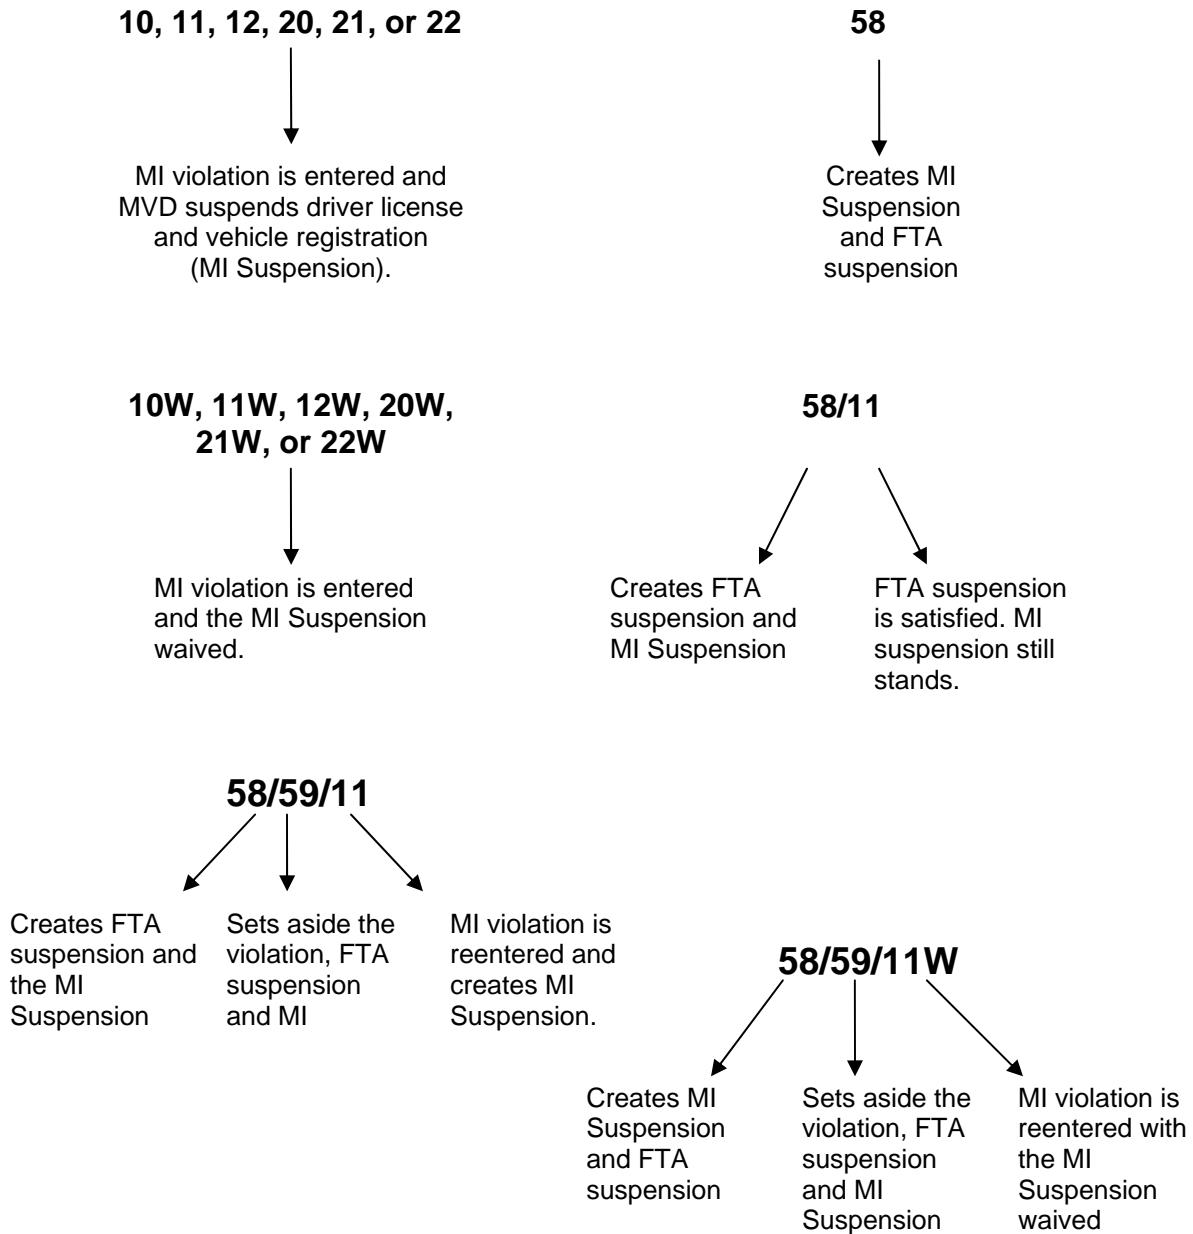 10, 11, 12, 20, 21, or 22
MI violation is entered and
MVD suspends driver license
and vehicle registration
(MI Suspension).
58
Creates MI
Suspension
and FTA
suspension
10W, 11W, 12W, 20W,
21W, or 22W
MI violation is entered
and the MI Suspension
waived.
58/11
Creates FTA
suspension and
MI Suspension
FTA suspension
is satisfied. MI
suspension still
stands.
58/59/11
Creates FTA
suspension and
the MI
Suspension
Sets aside the
violation, FTA
suspension
and MI
MI violation is
reentered and
creates MI
Suspension.
58/59/11W
Creates MI
Suspension
and FTA
suspension
Sets aside the
violation, FTA
suspension
and MI
Suspension
MI violation is
reentered with
the MI
Suspension
waived